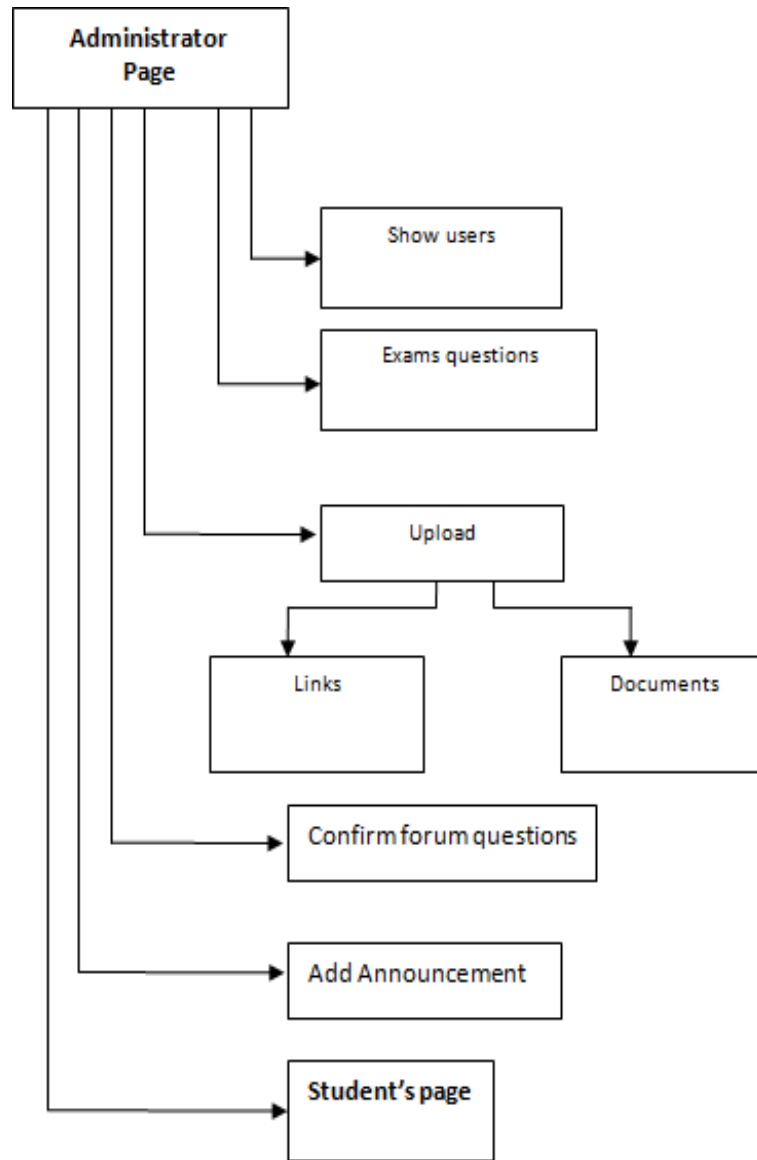 Administrator
Page
Show users
Exams questions
Upload
Links
Documents
Confirm forum questions
Add Announcement
Student’s page